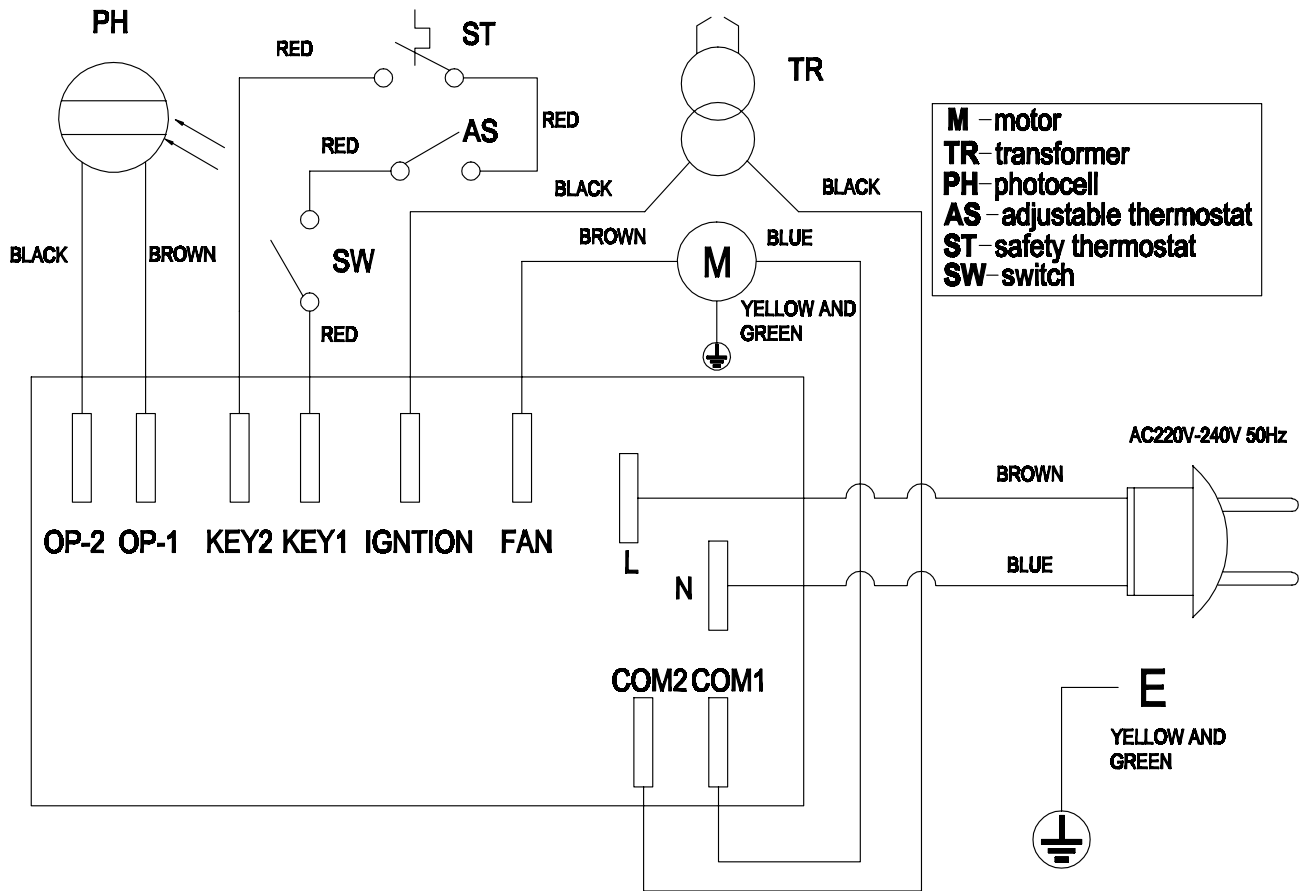 PH
RED
ST
TR
RED
AS
RED
BLACK
BLACK
M - motor
TR - transformer
PH - photocell
AS - adjustable thermostat
ST - safety thermostat
SW - switch
BLACK
BROWN
SW
BROWN
M
BLUE
RED
YELLOW AND
GREEN
AC220V-240V 50Hz
BROWN
OP-2
OP-1
KEY2
KEY1
IGNTION
FAN
L
N
BLUE
COM2
COM1
E
YELLOW AND
GREEN